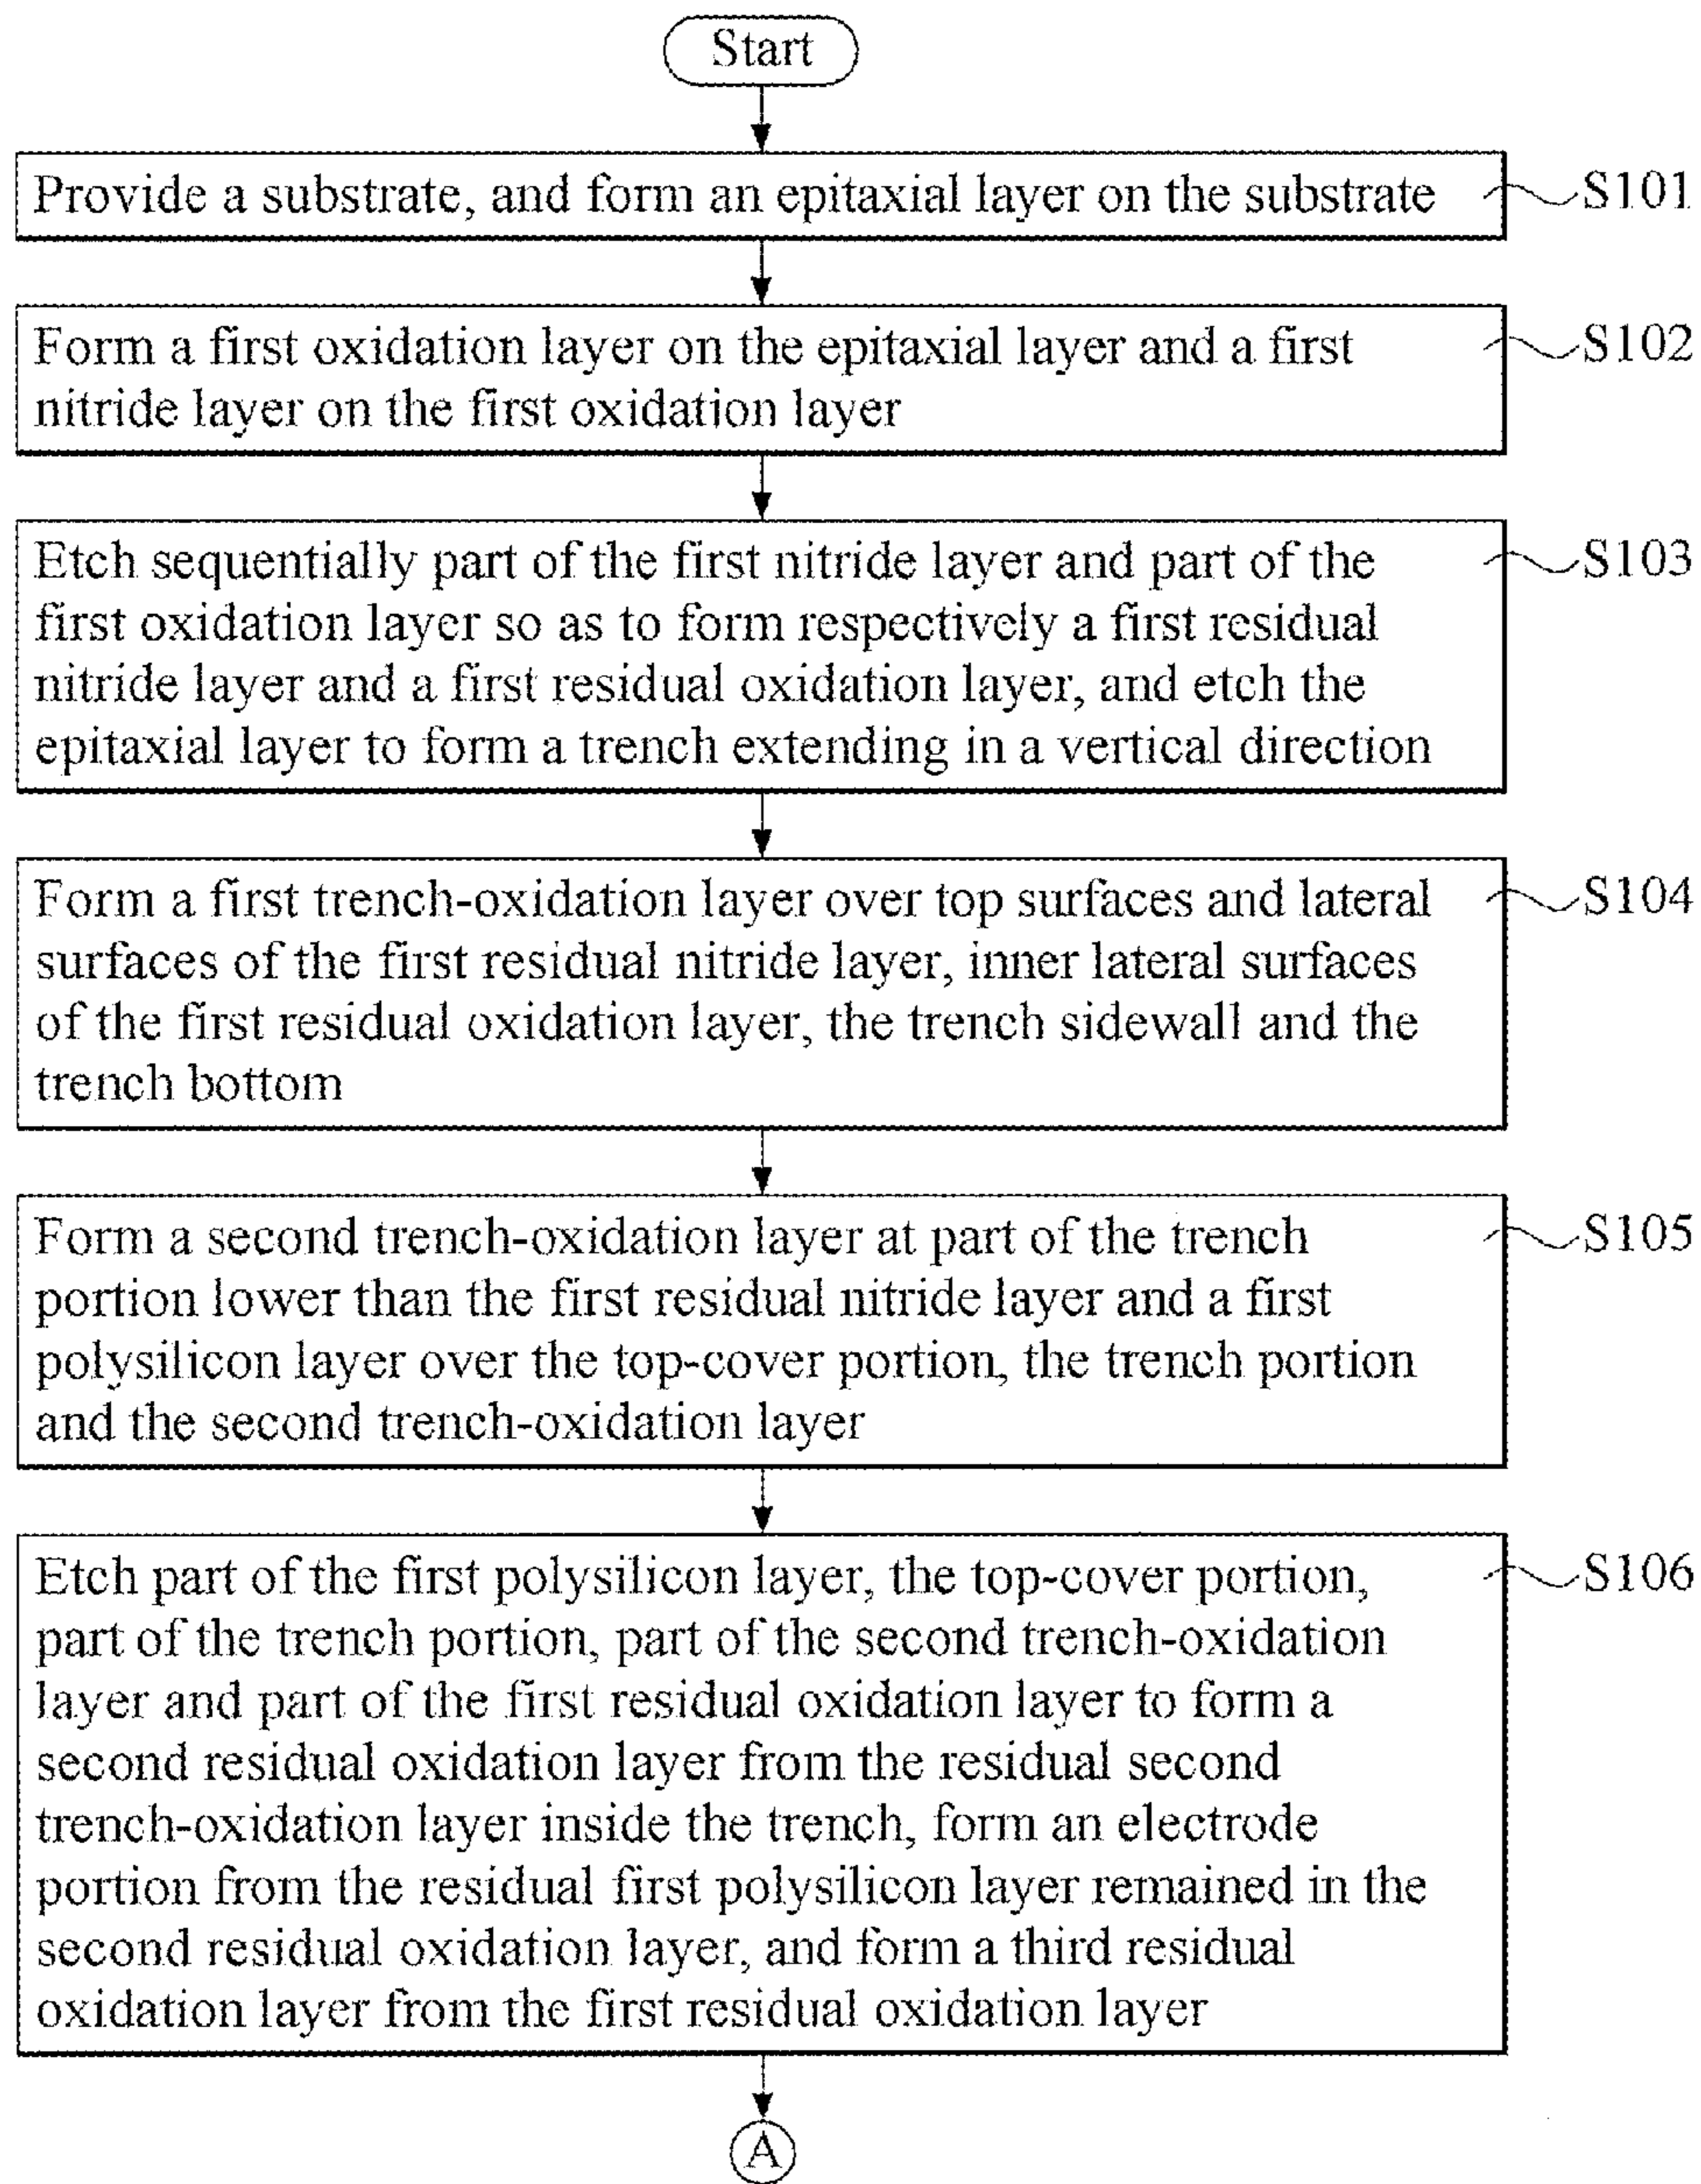 Start
Provide a substrate, and form an epitaxial layer on the substrate
S101
Form a first oxidation layer on the epitaxial layer and a first
nitride layer on the first oxidation layer
S102
Etch sequentially part of the first nitride layer and part of the
first oxidation layer so as to form respectively a first residual
nitride layer and a first residual oxidation layer, and etch the
epitaxial layer to form a trench extending in a vertical direction
S103
Form a first trench-oxidation layer over top surfaces and lateral
surfaces of the first residual nitride layer, inner lateral surfaces
of the first residual oxidation layer, the trench sidewall and the
trench bottom
S104
Form a second trench-oxidation layer at part of the trench
portion lower than the first residual nitride layer and a first
polysilicon layer over the top-cover portion, the trench portion
and the second trench-oxidation layer
S105
Etch part of the first polysilicon layer, the top-cover portion,
part of the trench portion, part of the second trench-oxidation
layer and part of the first residual oxidation layer to form a
second residual oxidation layer from the residual second
trench-oxidation layer inside the trench, form an electrode
portion from the residual first polysilicon layer remained in the
second residual oxidation layer, and form a third residual
oxidation layer from the first residual oxidation layer
S106
A